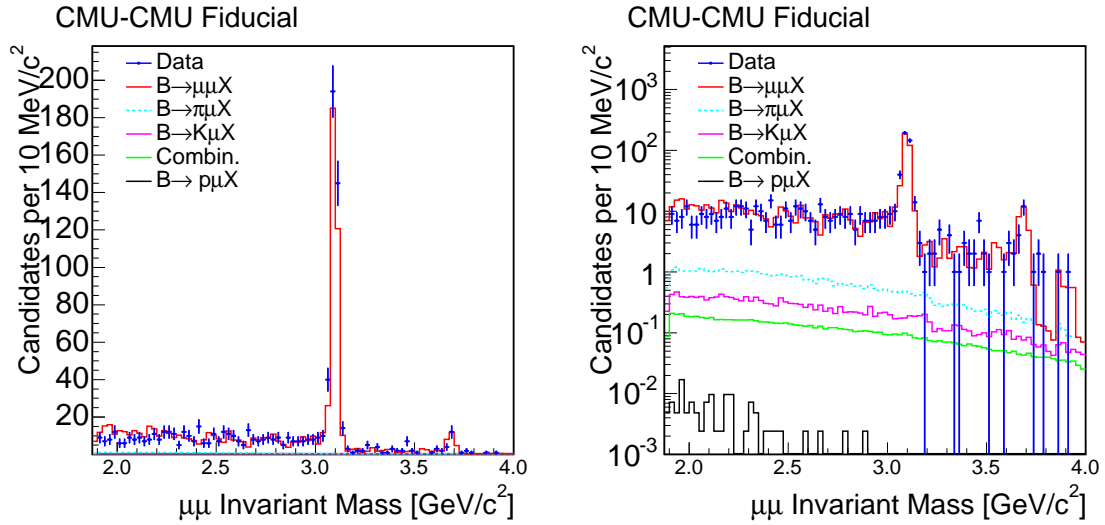 CMU-CMU Fiducial
Candidates per 10 MeV/c²
200
180
160
140
120
100
80
60
40
20
Data
B→μμX
B→πμX
B→KμX
Combin.
B→ pμX
2.0 2.5 3.0 3.5 4.0
μμ Invariant Mass [GeV/c²]
CMU-CMU Fiducial
Candidates per 10 MeV/c²
10³
10²
10
1
10⁻¹
10⁻²
10⁻³
Data
B→μμX
B→πμX
B→KμX
Combin.
B→ pμX
2.0 2.5 3.0 3.5 4.0
μμ Invariant Mass [GeV/c²]